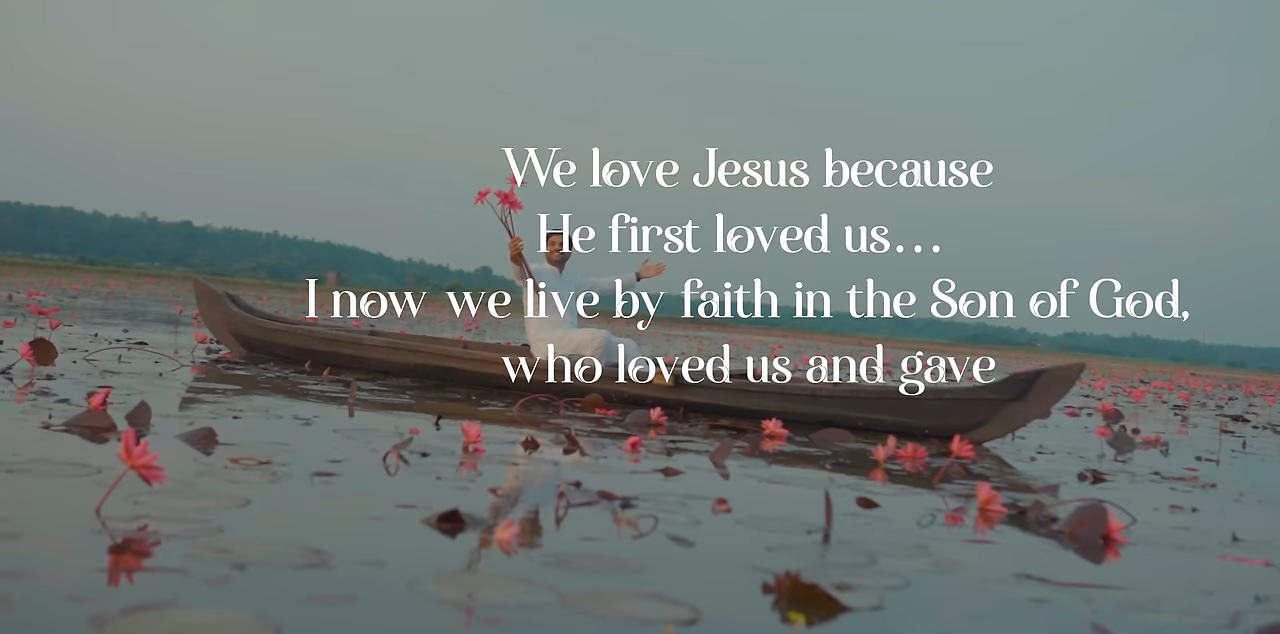 We love Jesus because
He first loved us...
I now we live by faith in the Son of God,
who loved us and gave